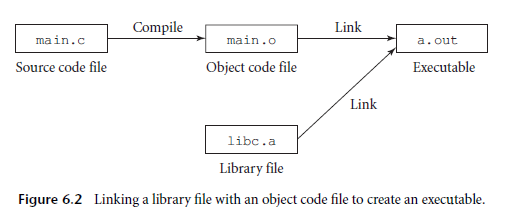 Compile
Link
main.c
main.o
a.out
Source code file
Object code file
Executable
Link
libc.a
Library file
Figure 6.2 Linking a library file with an object code file to create an executable.